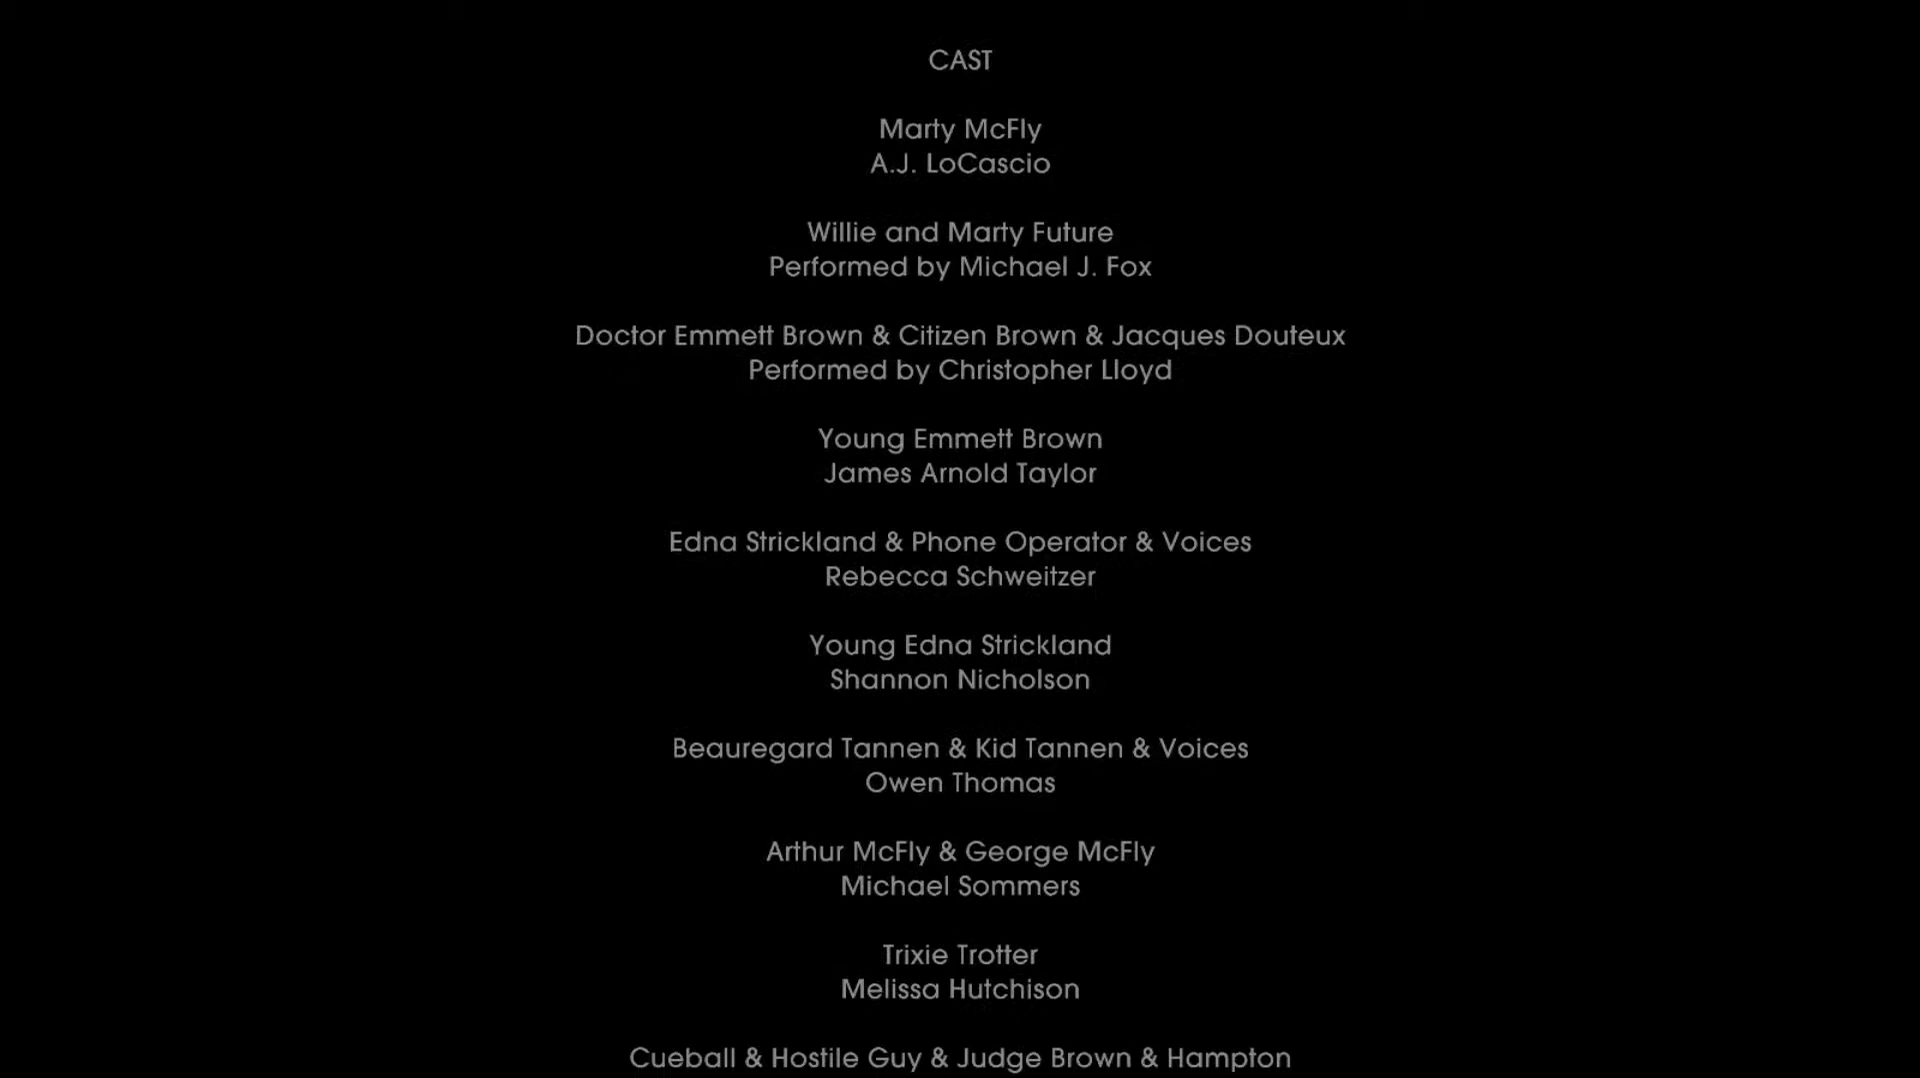 CAST
Marty McFly
A.J. LoCascio
Willie and Marty Future
Performed by Michael J. Fox
Doctor Emmett Brown & Citizen Brown & Jacques Douteux
Performed by Christopher Lloyd
Young Emmett Brown
James Arnold Taylor
Edna Strickland & Phone Operator & Voices
Rebecca Schweitzer
Young Edna Strickland
Shannon Nicholson
Beauregard Tannen & Kid Tannen & Voices
Owen Thomas
Arthur McFly & George McFly
Michael Sommers
Trixie Trotter
Melissa Hutchison
Cueball & Hostile Guy & Judge Brown & Hampton